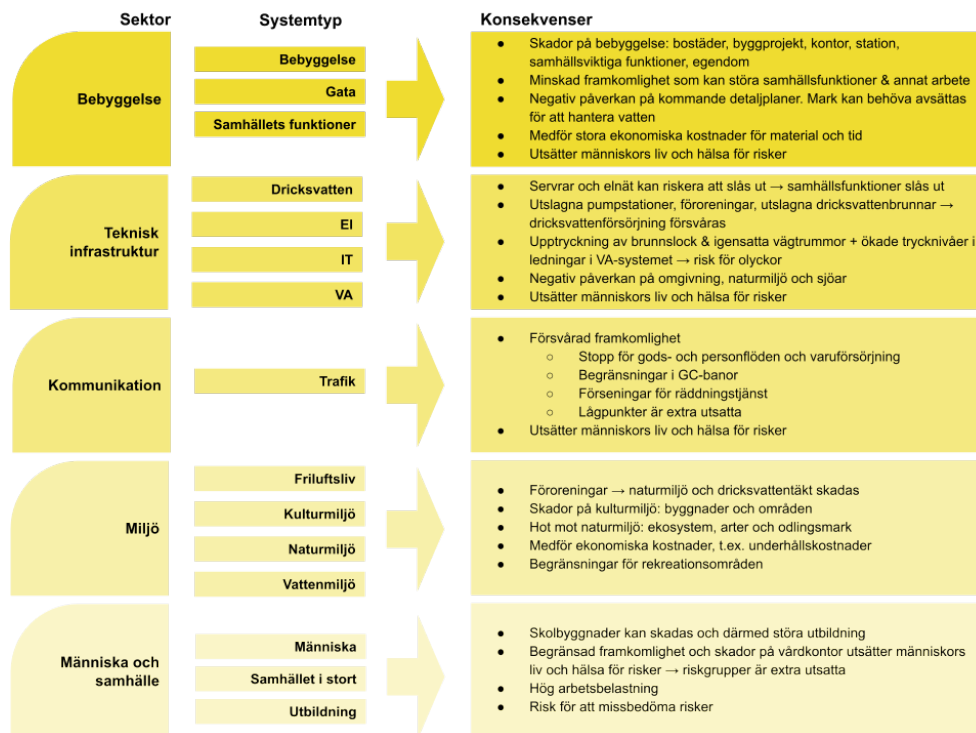 Sektor
Systemtyp
Konsekvenser
Bebyggelse
Bebyggelse
Gata
Samhällets funktioner
● Skador på bebyggelse: bostäder, byggprojekt, kontor, station,
samhällsviktiga funktioner, egendom
● Minskad framkomlighet som kan störa samhällsfunktioner & annat arbete
● Negativ påverkan på kommande detaljplaner. Mark kan behöva avsättas
för att hantera vatten
● Medför stora ekonomiska kostnader för material och tid
● Utsätter människors liv och hälsa för risker
Teknisk
infrastruktur
Dricksvatten
El
IT
VA
● Servrar och elnät kan riskera att slås ut → samhällsfunktioner slås ut
● Utslagna pumpstationer, föroreningar, utslagna dricksvattenbrunnar →
dricksvattenförsörjning försvåras
● Upptryckning av brunnslock & igensatta vägtrummor + ökade trycknivåer i
ledningar i VA-systemet → risk för olyckor
● Negativ påverkan på omgivning, naturmiljö och sjöar
● Utsätter människors liv och hälsa för risker
Kommunikation
Trafik
● Försvårad framkomlighet
○ Stopp för gods- och personflöden och varuförsörjning
○ Begränsningar i GC-banor
○ Förseningar för räddningstjänst
○ Lågpunkter är extra utsatta
● Utsätter människors liv och hälsa för risker
Miljö
Friluftsliv
Kulturmiljö
Naturmiljö
Vattenmiljö
● Föroreningar → naturmiljö och dricksvattentäkt skadas
● Skador på kulturmiljö: byggnader och områden
● Hot mot naturmiljö: ekosystem, arter och odlingsmark
● Medför ekonomiska kostnader, t.ex. underhållskostnader
● Begränsningar för rekreationsområden
Människa och
samhälle
Människa
Samhället i stort
Utbildning
● Skolbyggnader kan skadas och därmed störa utbildning
● Begränsad framkomlighet och skador på vårdkontor utsätter människors
liv och hälsa för risker → riskgrupper är extra utsatta
● Hög arbetsbelastning
● Risk för att missbedöma risker